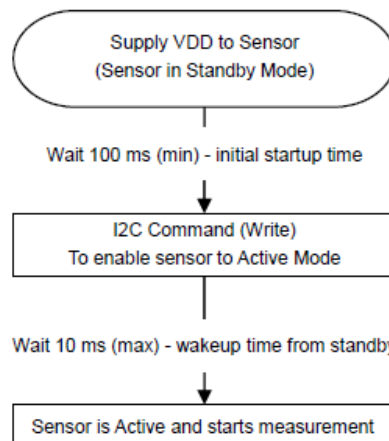 Supply VDD to Sensor
(Sensor in Standby Mode)
Wait 100 ms (min) - initial startup time
I2C Command (Write)
To enable sensor to Active Mode
Wait 10 ms (max) - wakeup time from standby
Sensor is Active and starts measurement